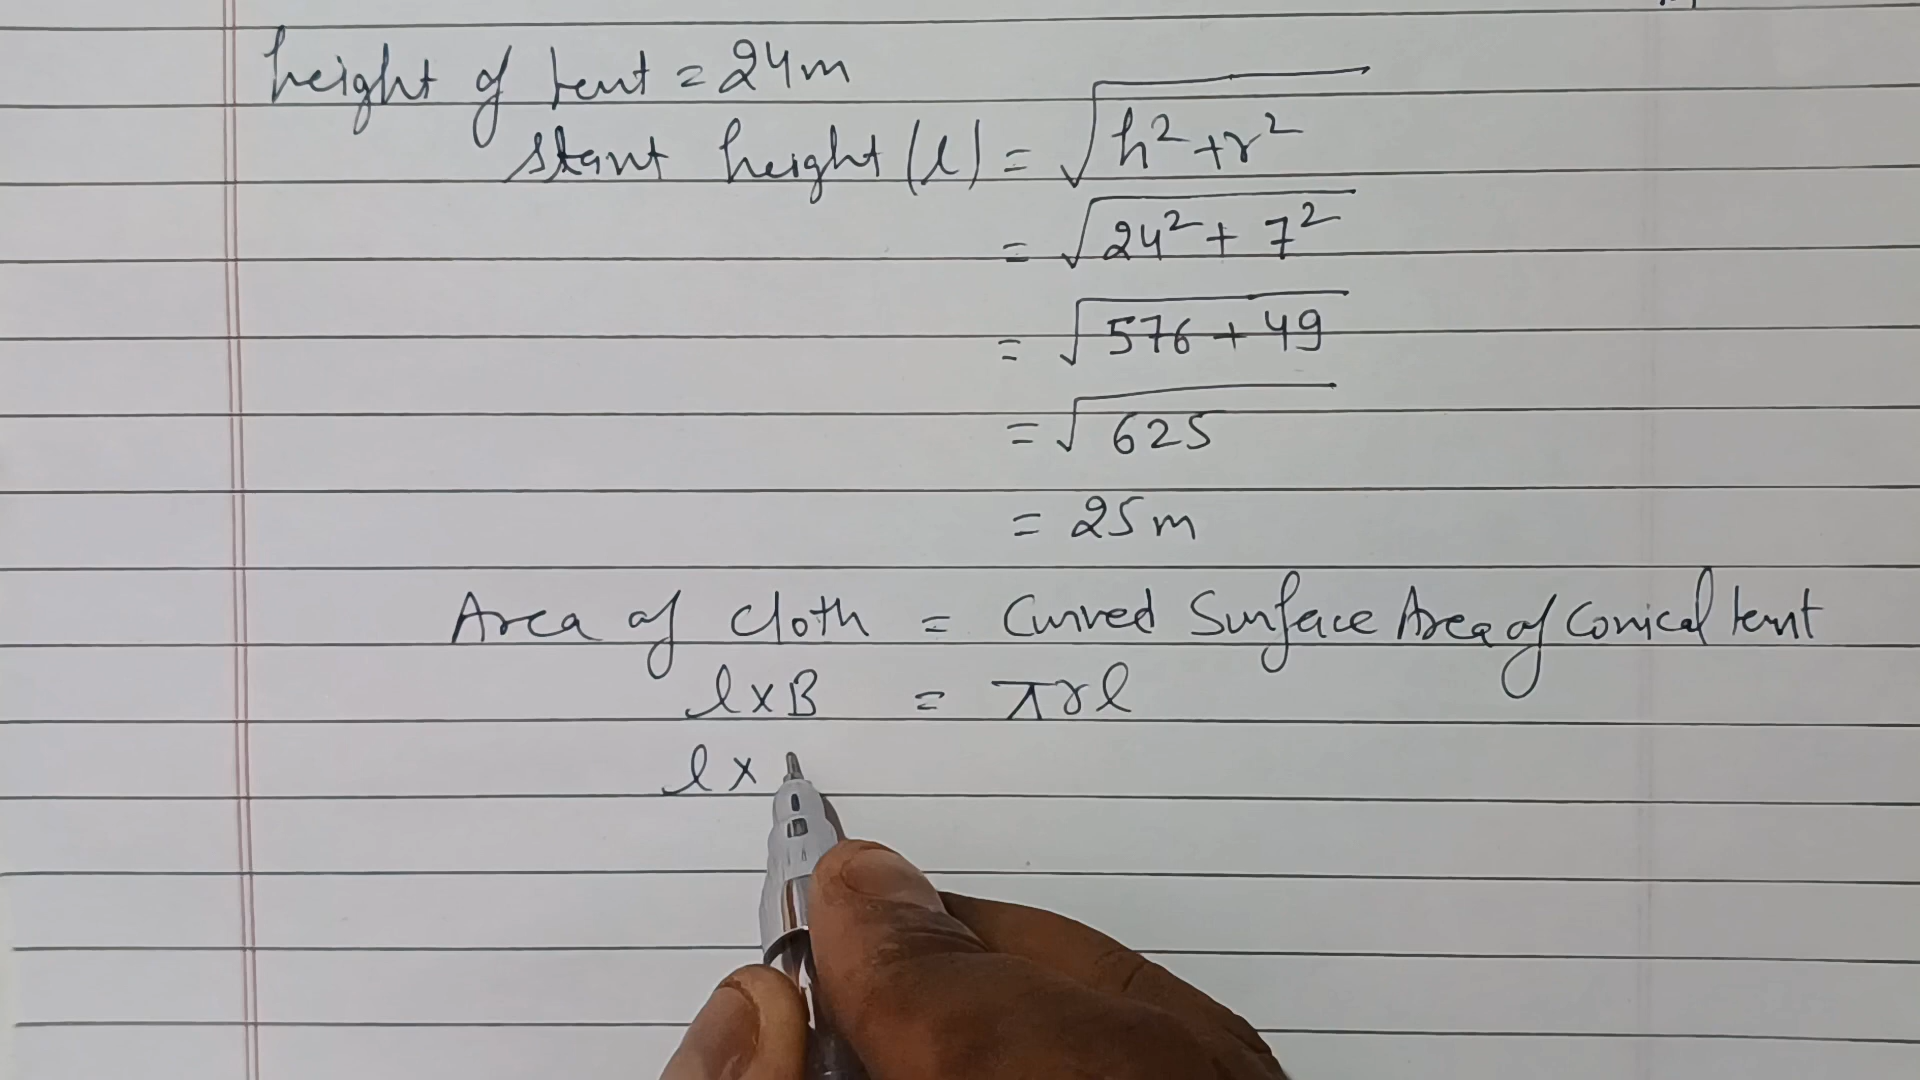 height of tent = 24m
slant height (l) = √h²+r²
= √24² + 7²
= √576 + 49
= √625
= 25m
Area of cloth = Curved Surface Area of Conical tent
l×B = πrl
l×